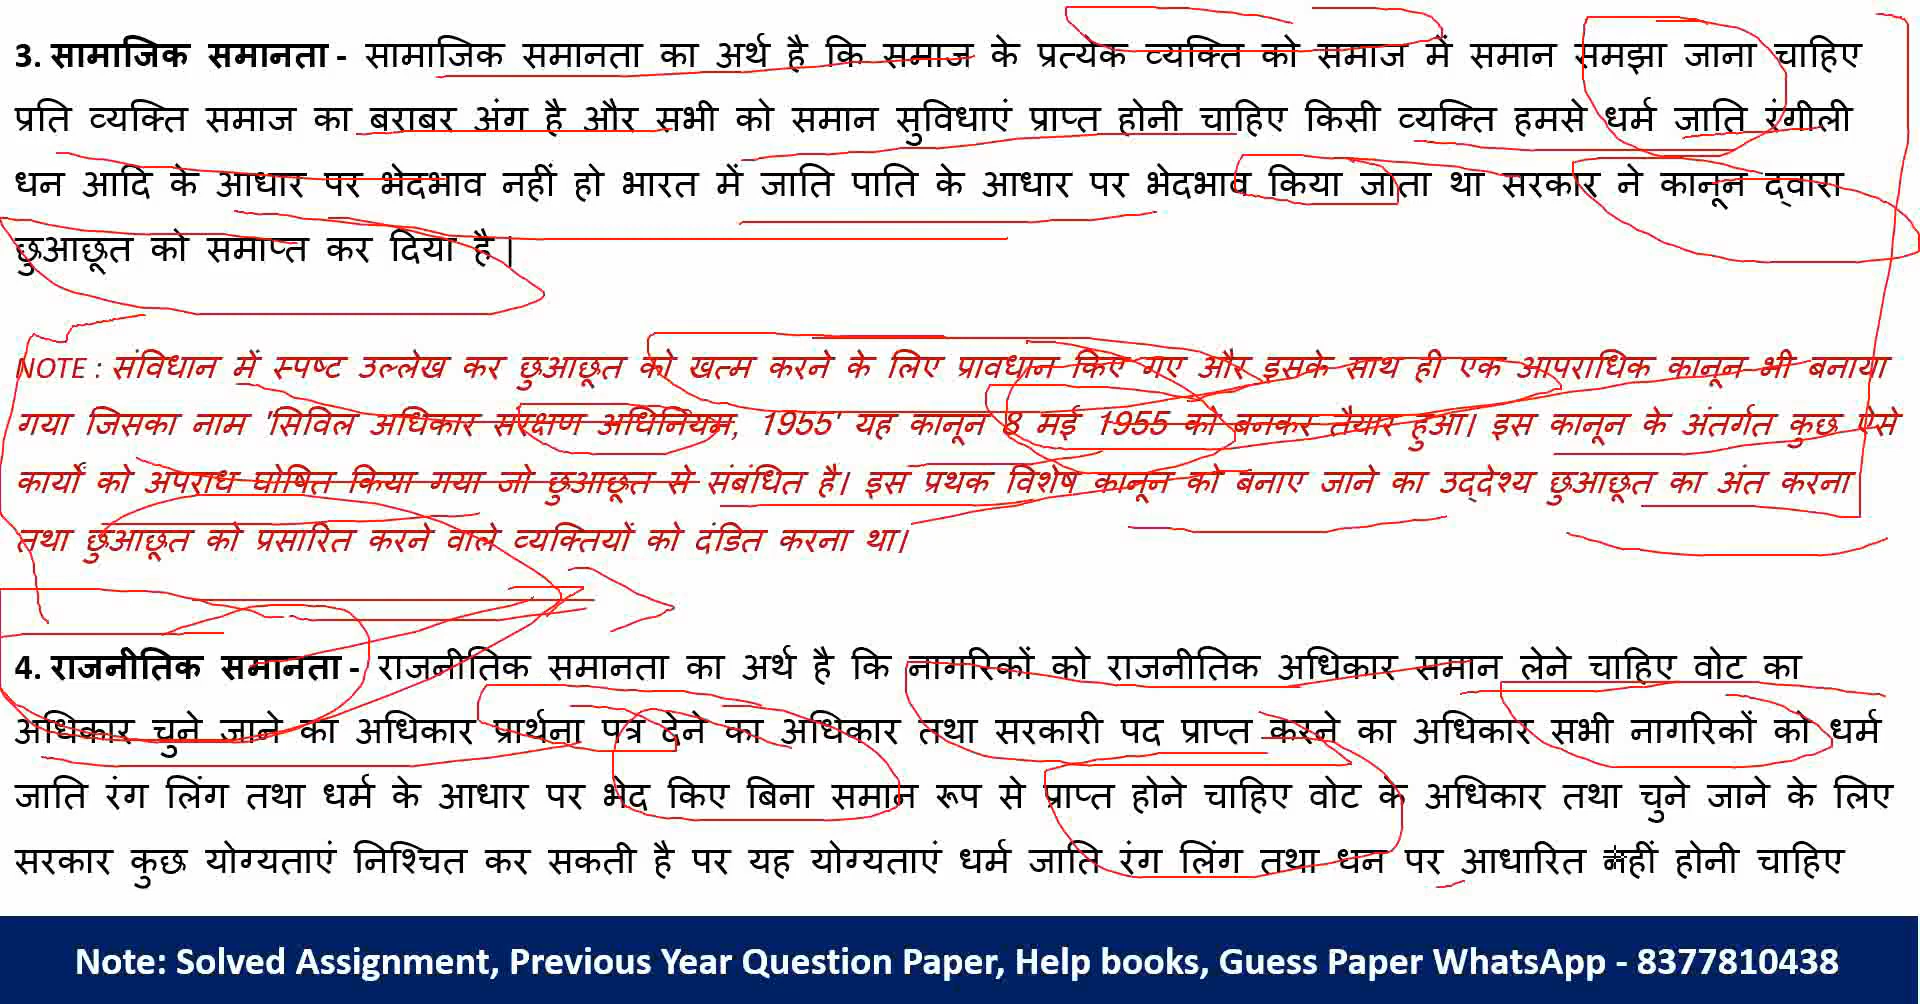 3. सामाजिक समानता - सामाजिक समानता का अर्थ है कि समाज के प्रत्येक व्यक्ति को समाज में समान समझा जाना चाहिए
प्रति व्यक्ति समाज का बराबर अंग है और सभी को समान सुविधाएं प्राप्त होनी चाहिए किसी व्यक्ति हमसे धर्म जाति रंगीली
धन आदि के आधार पर भेदभाव नहीं हो भारत में जाति पाति के आधार पर भेदभाव किया जाता था सरकार ने कानून द्वारा
छुआछूत को समाप्त कर दिया है |
NOTE : संविधान में स्पष्ट उल्लेख कर छुआछूत को खत्म करने के लिए प्रावधान किए गए और इसके साथ ही एक आपराधिक कानून भी बनाया
गया जिसका नाम 'सिविल अधिकार संरक्षण अधिनियम, 1955' यह कानून 8 मई 1955 को बनकर तैयार हुआ। इस कानून के अंतर्गत कुछ ऐसे
कार्यों को अपराध घोषित किया गया जो छुआछूत से संबंधित है। इस प्रथक विशेष कानून को बनाए जाने का उद्देश्य छुआछूत का अंत करना
तथा छुआछूत को प्रसारित करने वाले व्यक्तियों को दंडित करना था।
4. राजनीतिक समानता - राजनीतिक समानता का अर्थ है कि नागरिकों को राजनीतिक अधिकार समान लेने चाहिए वोट का
अधिकार चुने जाने का अधिकार प्रार्थना पत्र देने का अधिकार तथा सरकारी पद प्राप्त करने का अधिकार सभी नागरिकों को धर्म
जाति रंग लिंग तथा धर्म के आधार पर भेद किए बिना समान रूप से प्राप्त होने चाहिए वोट के अधिकार तथा चुने जाने के लिए
सरकार कुछ योग्यताएं निश्चित कर सकती है पर यह योग्यताएं धर्म जाति रंग लिंग तथा धन पर आधारित नहीं होनी चाहिए
Note: Solved Assignment, Previous Year Question Paper, Help books, Guess Paper WhatsApp - 8377810438